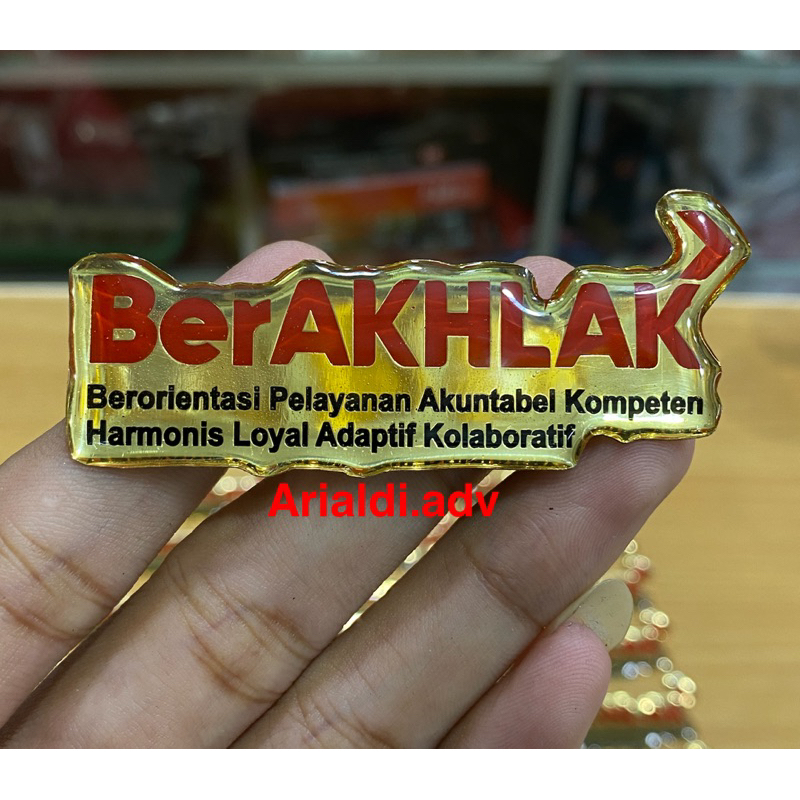 BerAKHLAK
Berorientasi Pelayanan Akuntabel Kompeten
Harmonis Loyal Adaptif Kolaboratif
Arialdi.adv